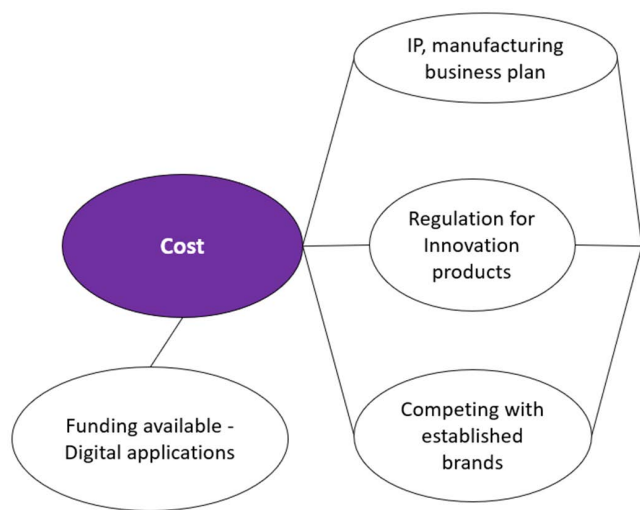 IP, manufacturing
business plan
Cost
Regulation for
Innovation
products
Funding available -
Digital applications
Competing with
established
brands